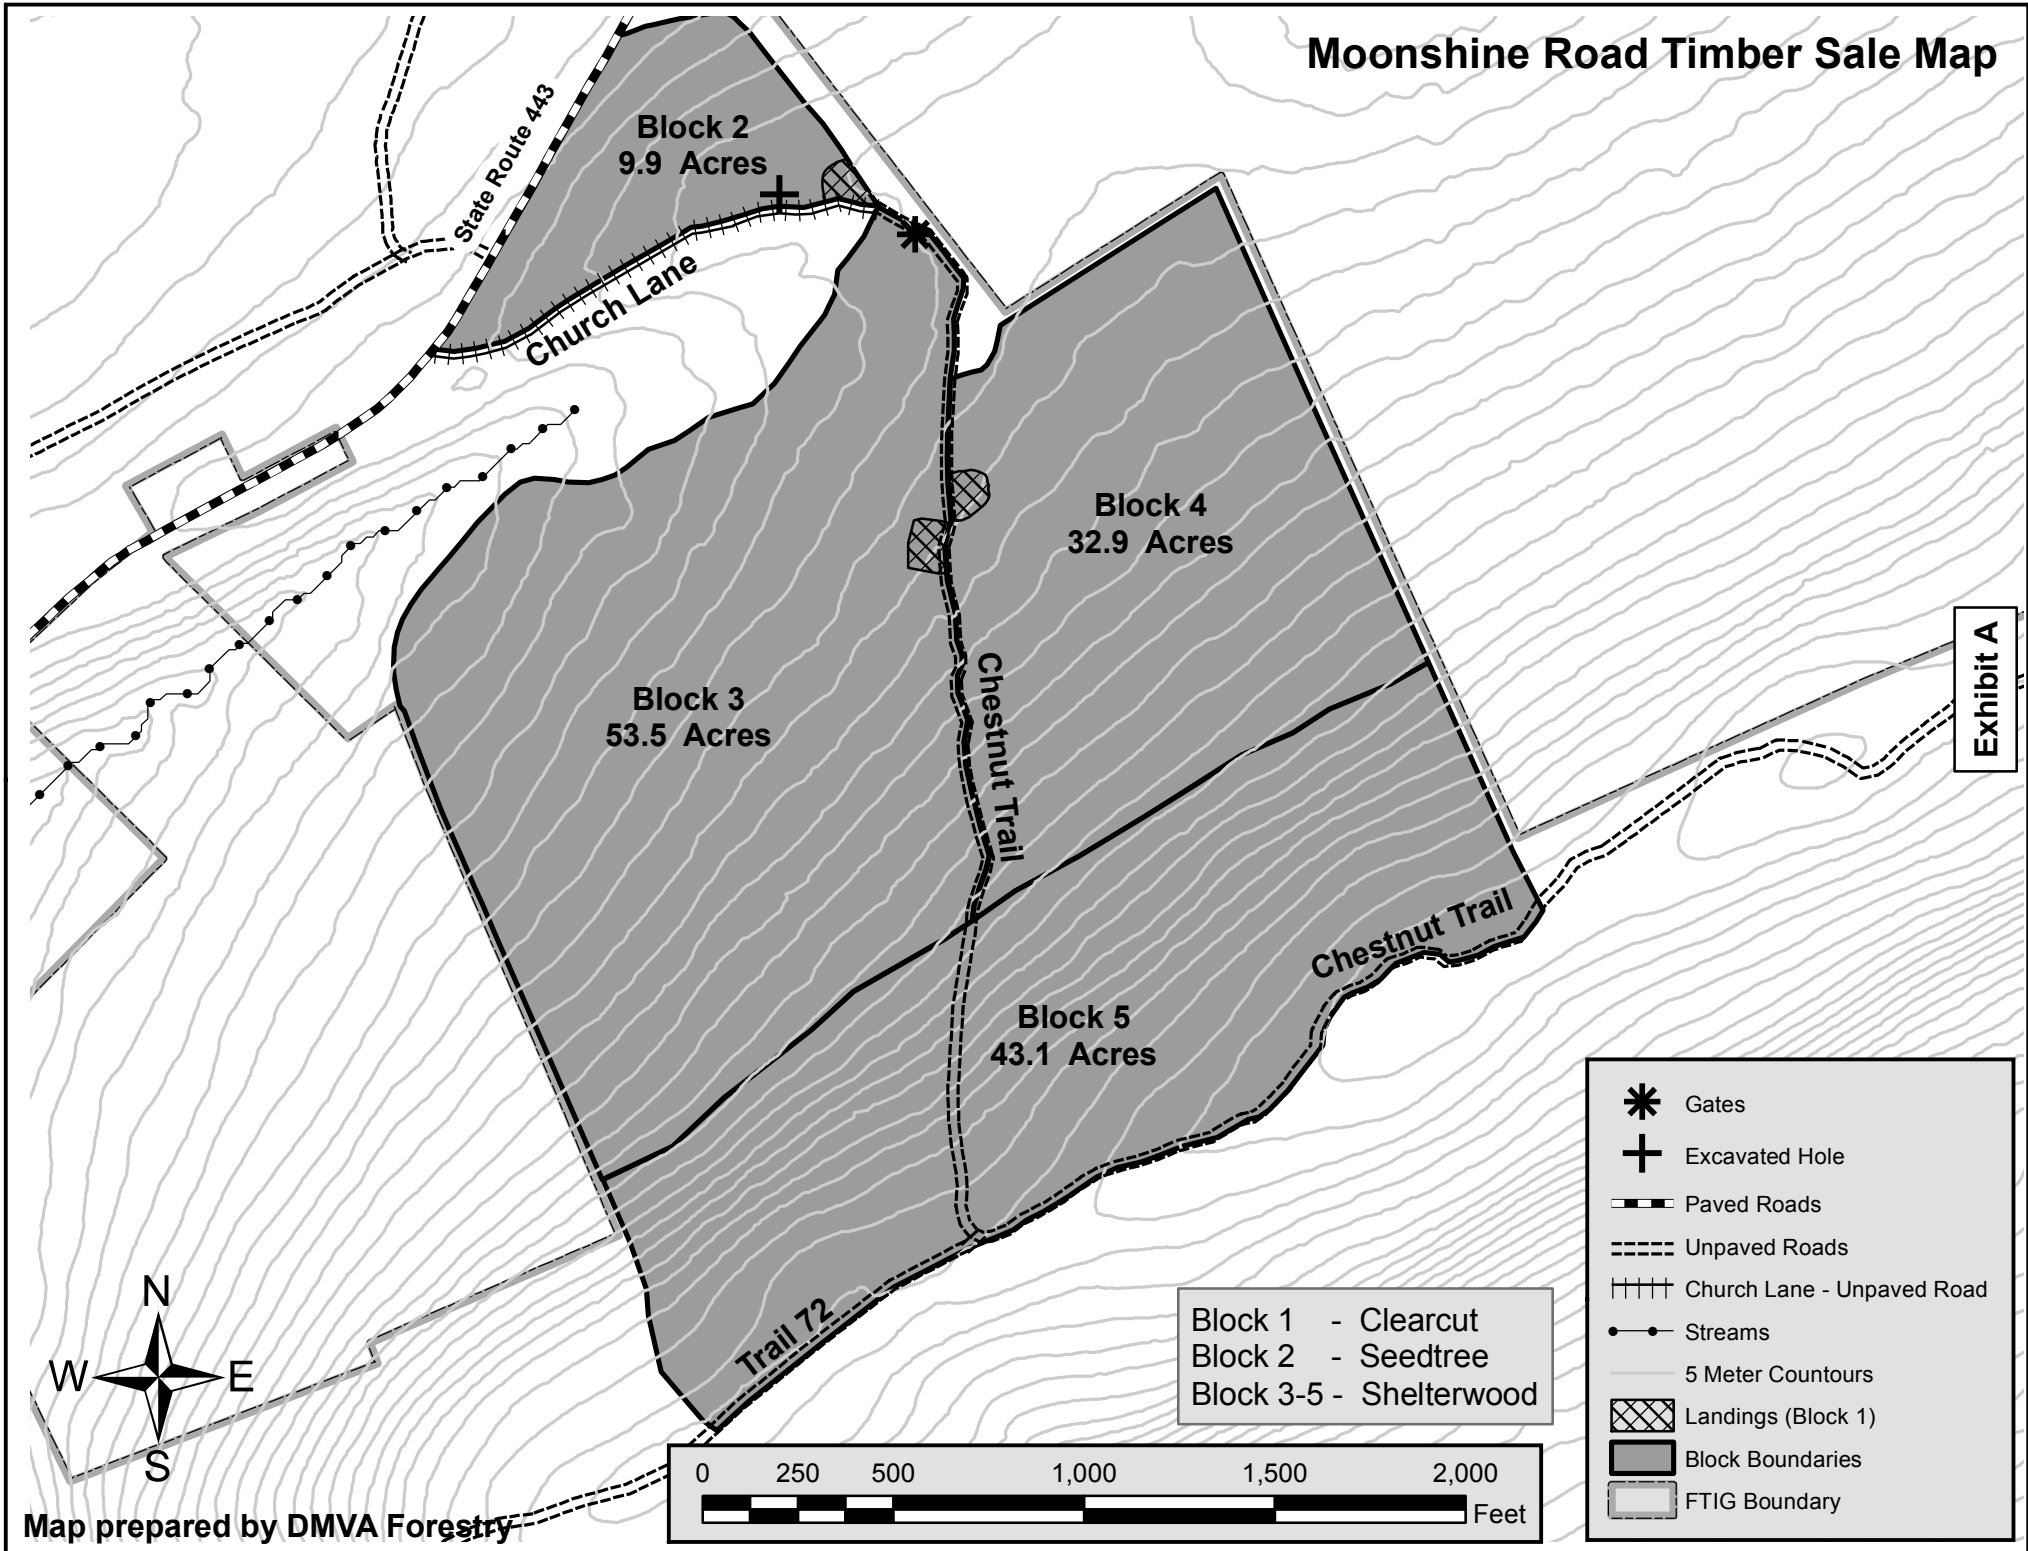 Moonshine Road Timber Sale Map
State Route 443
Block 2
9.9 Acres
Church Lane
Block 4
32.9 Acres
Block 3
53.5 Acres
Chestnut Trail
Exhibit A
Chestnut Trail
Block 5
43.1 Acres
Trail 72
N
W E
S
Block 1 - Clearcut
Block 2 - Seedtree
Block 3-5 - Shelterwood
Gates
Excavated Hole
Paved Roads
Unpaved Roads
Church Lane - Unpaved Road
Streams
5 Meter Countours
Landings (Block 1)
Block Boundaries
FTIG Boundary
0 250 500 1,000 1,500 2,000
Feet
Map prepared by DMVA Forestry